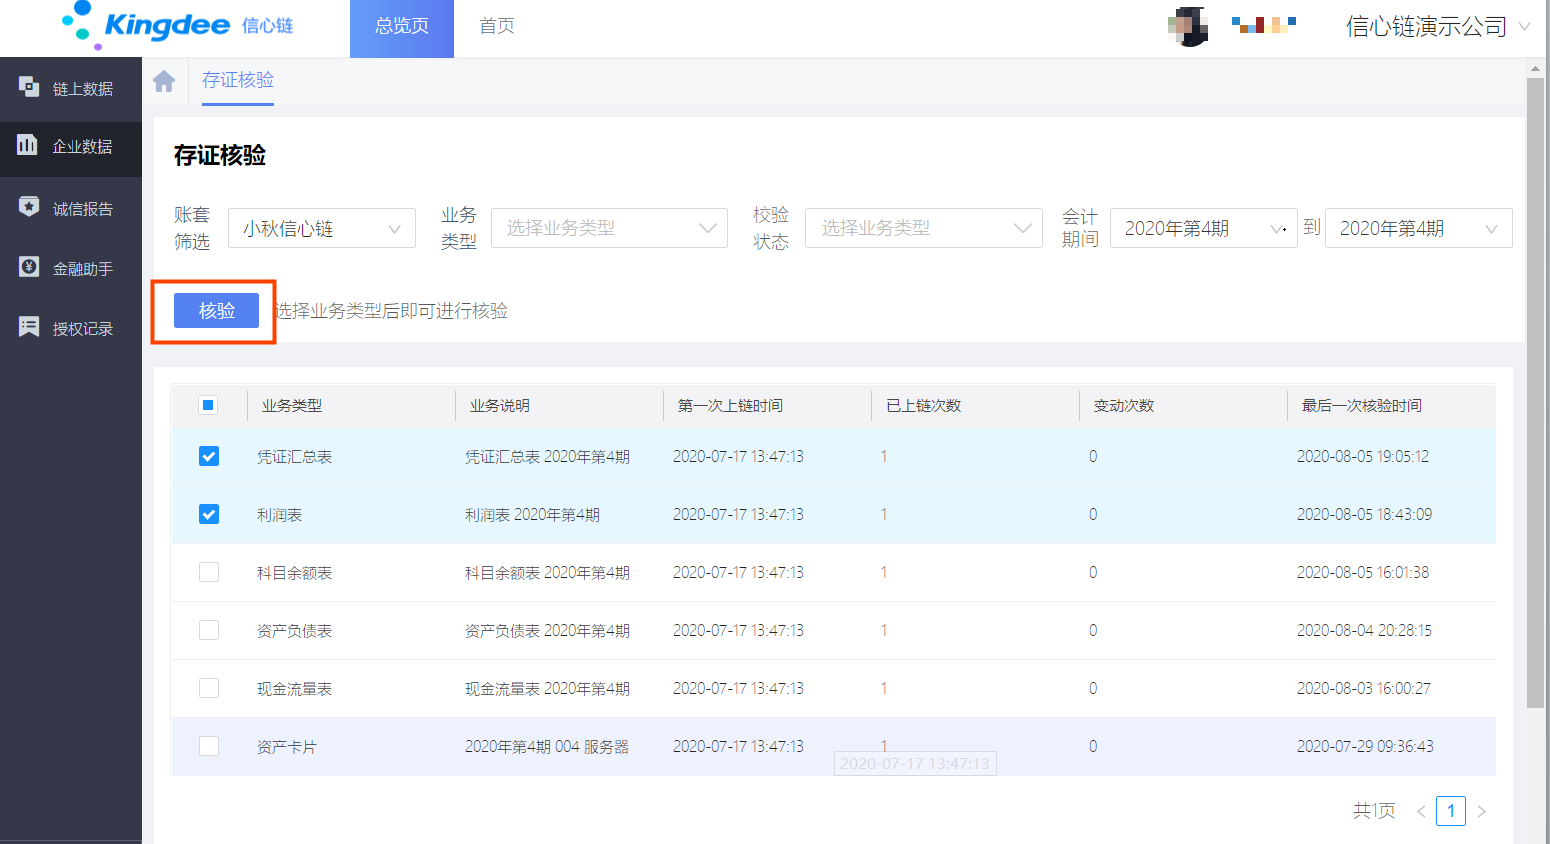 Kingdee 信心链
总览页
首页
信心链演示公司
链上数据
企业数据
诚信报告
金融助手
授权记录
存证核验
存证核验
账套筛选 小秋信心链 业务类型 选择业务类型 校验状态 选择业务类型 会计期间 2020年第4期 到 2020年第4期
核验 选择业务类型后即可进行核验
业务类型 业务说明 第一次上链时间 已上链次数 变动次数 最后一次核验时间
凭证汇总表 凭证汇总表 2020年第4期 2020-07-17 13:47:13 1 0 2020-08-05 19:05:12
利润表 利润表 2020年第4期 2020-07-17 13:47:13 1 0 2020-08-05 18:43:09
科目余额表 科目余额表 2020年第4期 2020-07-17 13:47:13 1 0 2020-08-05 16:01:38
资产负债表 资产负债表 2020年第4期 2020-07-17 13:47:13 1 0 2020-08-04 20:28:15
现金流量表 现金流量表 2020年第4期 2020-07-17 13:47:13 1 0 2020-08-03 16:00:27
资产卡片 2020年第4期 004 服务器 2020-07-17 13:47:13 1 0 2020-07-29 09:36:43
2020-07-17 13:47:13
共1页 < 1 >